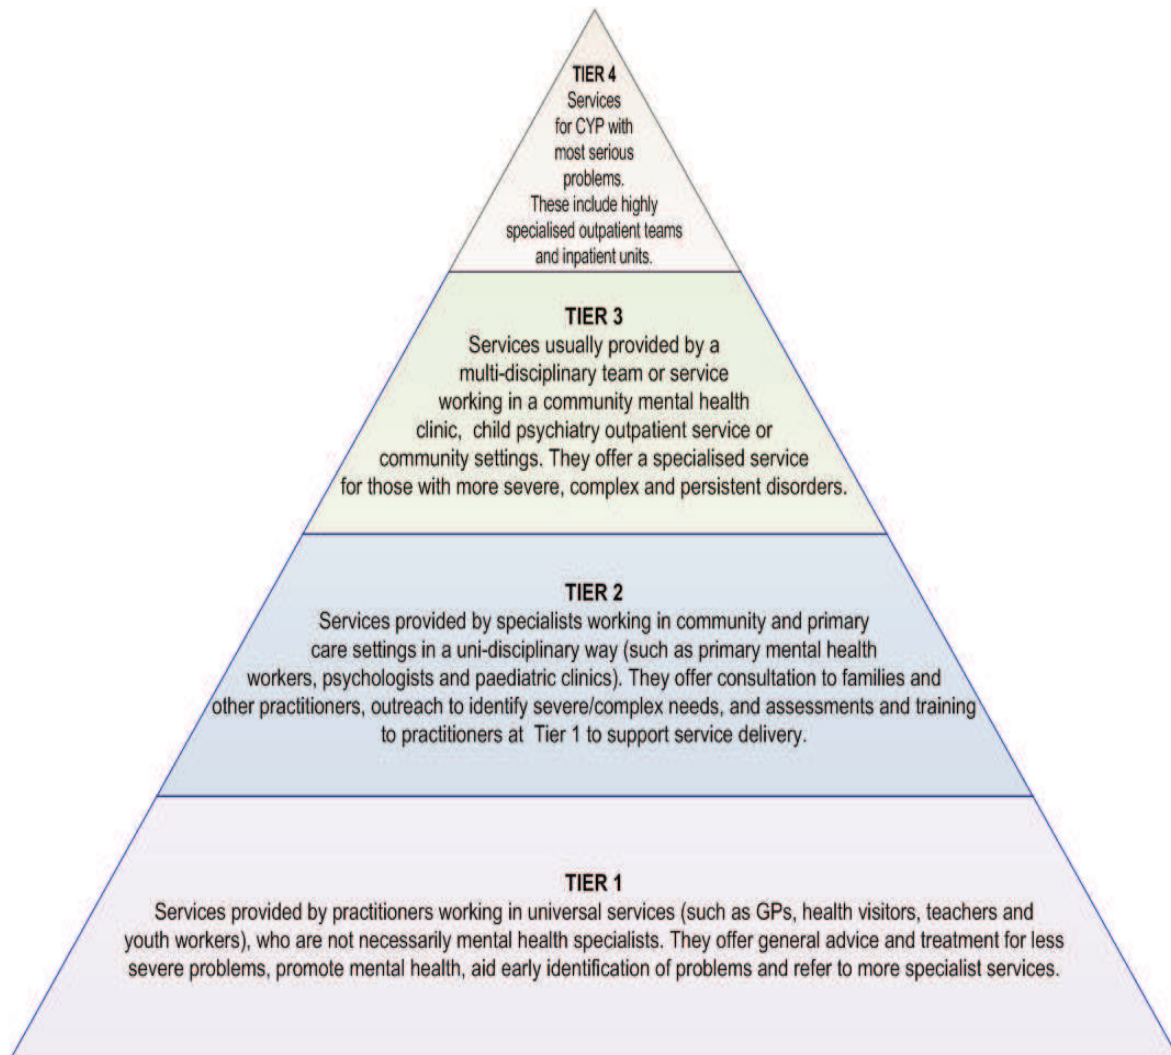 TIER 4
Services
for CYP with
most serious
problems.
These include highly
specialised outpatient teams
and inpatient units.
TIER 3
Services usually provided by a
multi-disciplinary team or service
working in a community mental health
clinic, child psychiatry outpatient service or
community settings. They offer a specialised service
for those with more severe, complex and persistent disorders.
TIER 2
Services provided by specialists working in community and primary
care settings in a uni-disciplinary way (such as primary mental health
workers, psychologists and paediatric clinics). They offer consultation to families and
other practitioners, outreach to identify severe/complex needs, and assessments and training
to practitioners at Tier 1 to support service delivery.
TIER 1
Services provided by practitioners working in universal services (such as GPs, health visitors, teachers and
youth workers), who are not necessarily mental health specialists. They offer general advice and treatment for less
severe problems, promote mental health, aid early identification of problems and refer to more specialist services.